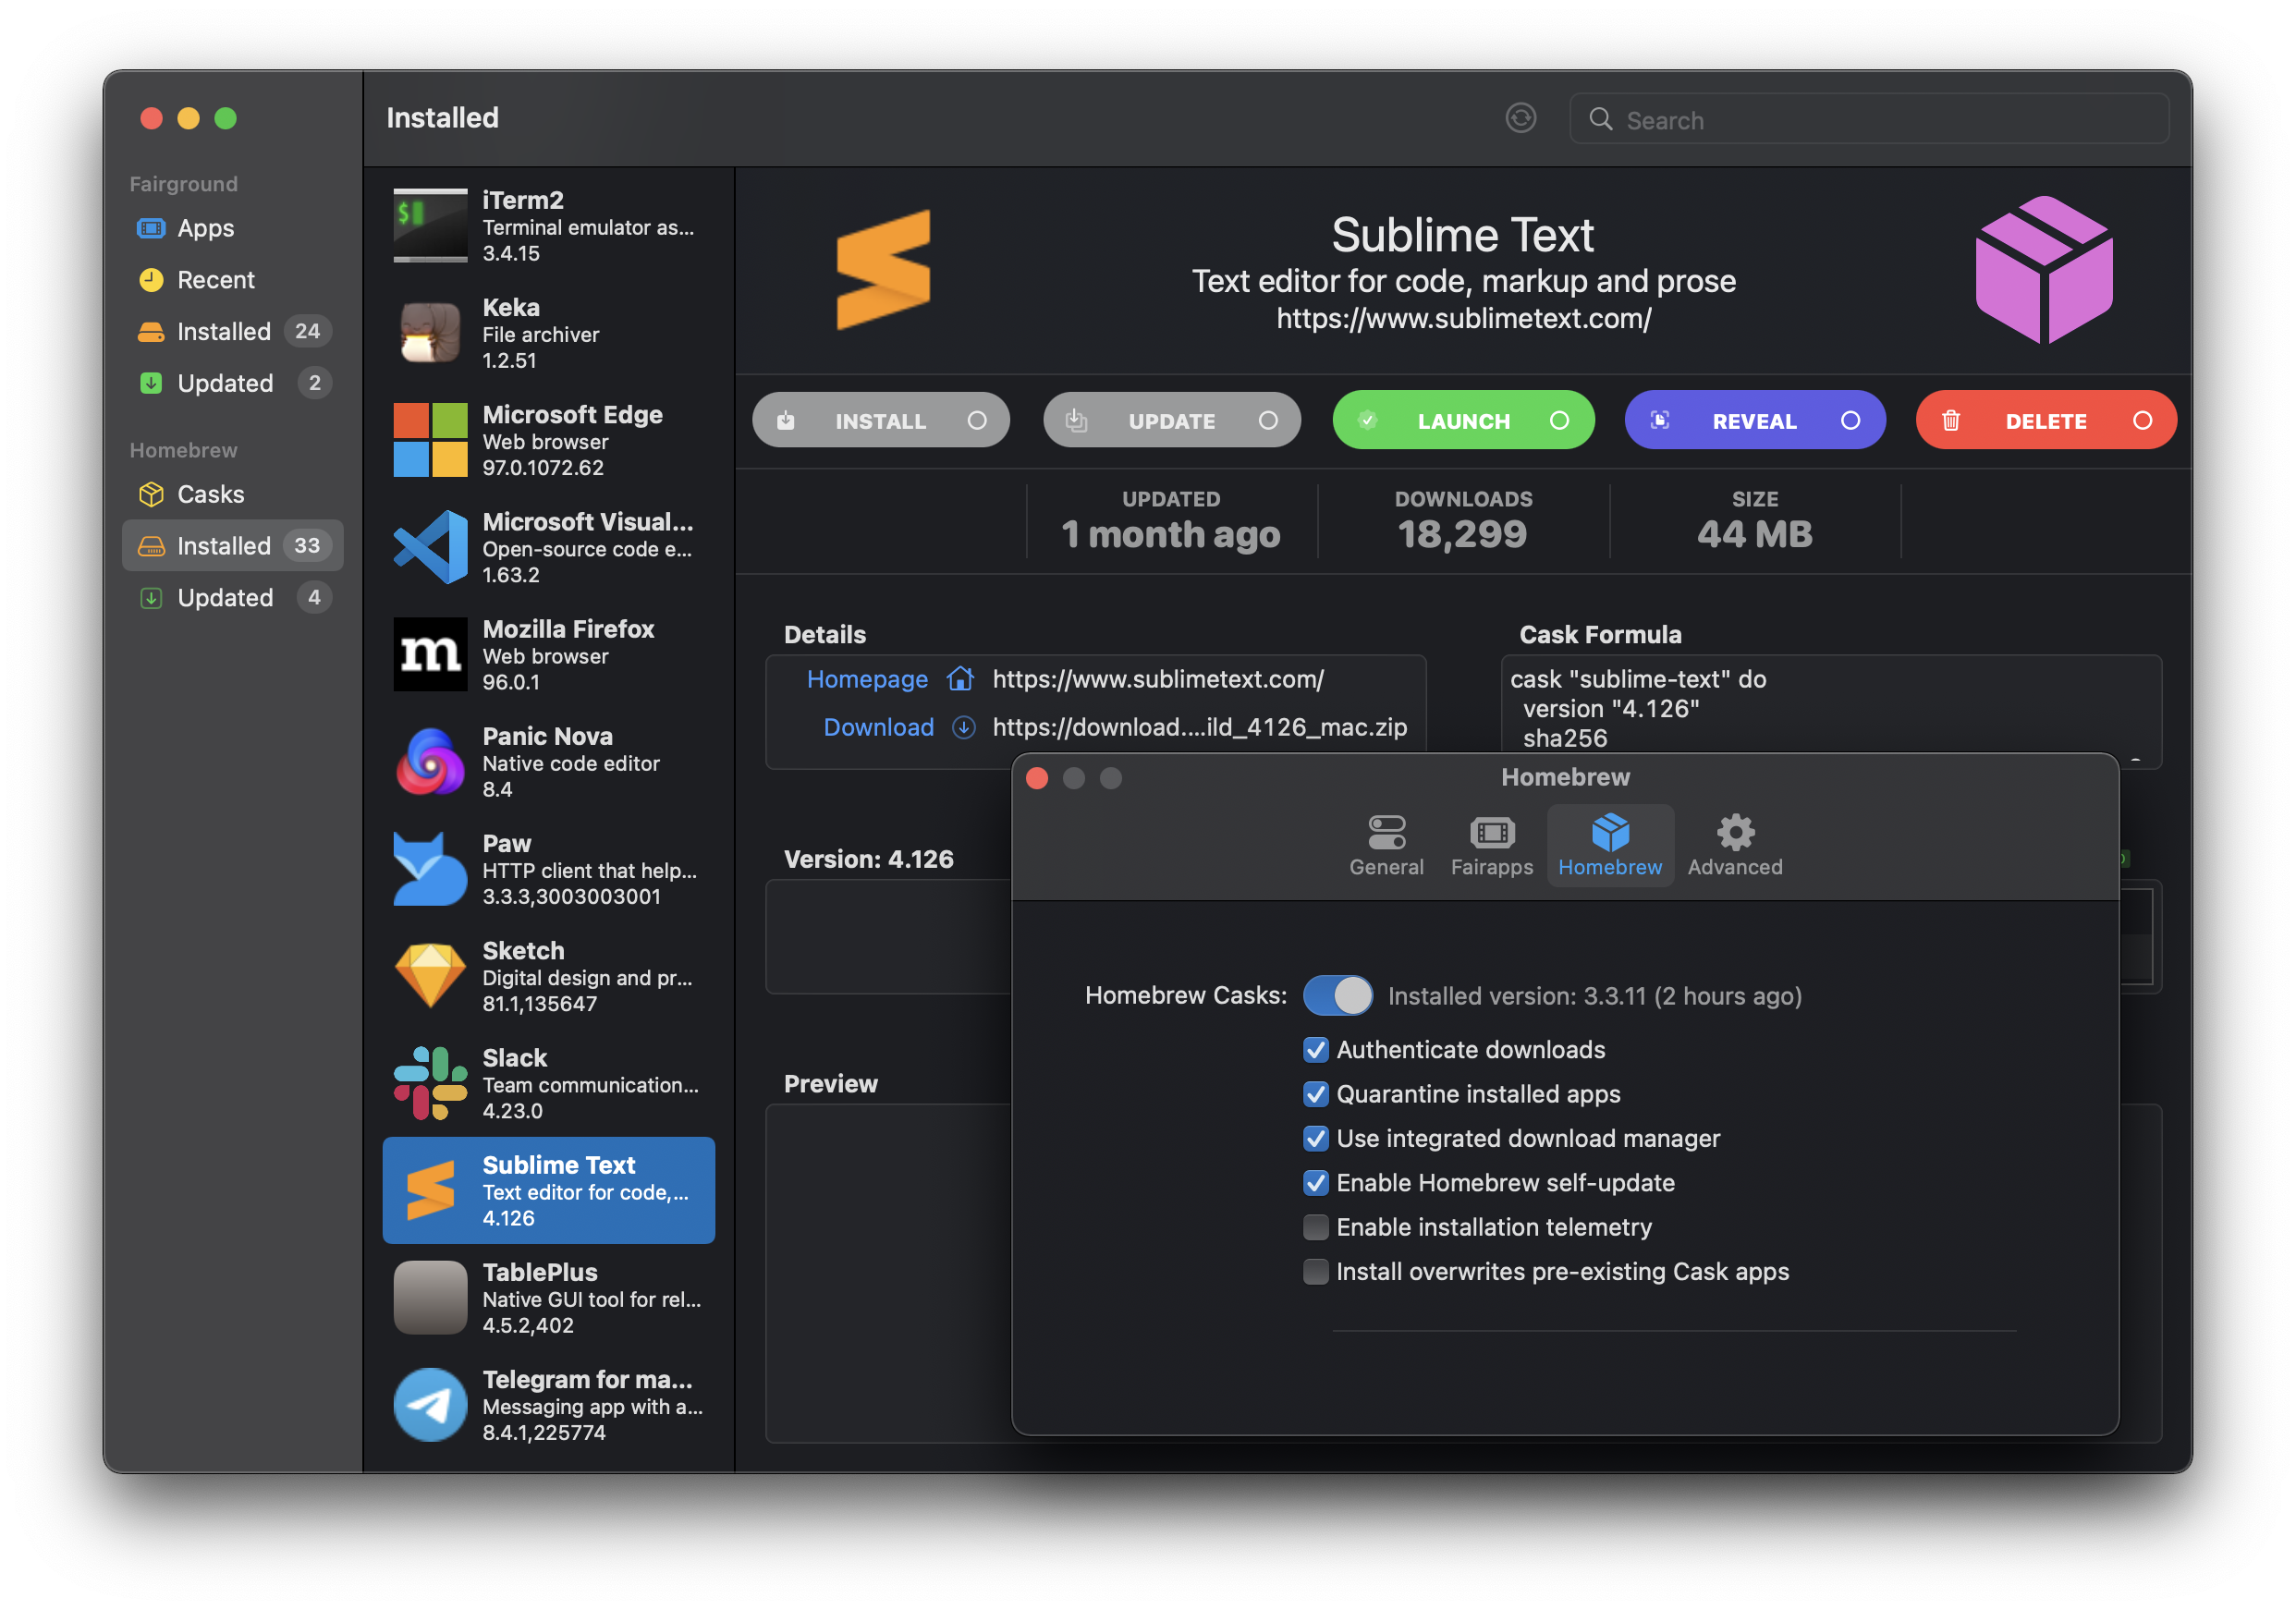 Installed
Search
Fairground
Apps
Recent
Installed 24
Updated 2
Homebrew
Casks
Installed 33
Updated 4
$
iTerm2
Terminal emulator as...
3.4.15
Keka
File archiver
1.2.51
Microsoft Edge
Web browser
97.0.1072.62
Microsoft Visual...
Open-source code e...
1.63.2
m
Mozilla Firefox
Web browser
96.0.1
Panic Nova
Native code editor
8.4
Paw
HTTP client that help...
3.3.3,3003003001
Sketch
Digital design and pr...
81.1,135647
Slack
Team communication...
4.23.0
Sublime Text
Text editor for code,...
4.126
TablePlus
Native GUI tool for rel...
4.5.2,402
Telegram for ma...
Messaging app with a...
8.4.1,225774
Sublime Text
Text editor for code, markup and prose
https://www.sublimetext.com/
INSTALL
UPDATE
LAUNCH
REVEAL
DELETE
UPDATED
1 month ago
DOWNLOADS
18,299
SIZE
44 MB
Details
Homepage https://www.sublimetext.com/
Download https://download....ild_4126_mac.zip
Cask Formula
cask "sublime-text" do
version "4.126"
sha256
Version: 4.126
Preview
Homebrew
General
Fairapps
Homebrew
Advanced
Homebrew Casks: Installed version: 3.3.11 (2 hours ago)
Authenticate downloads
Quarantine installed apps
Use integrated download manager
Enable Homebrew self-update
Enable installation telemetry
Install overwrites pre-existing Cask apps